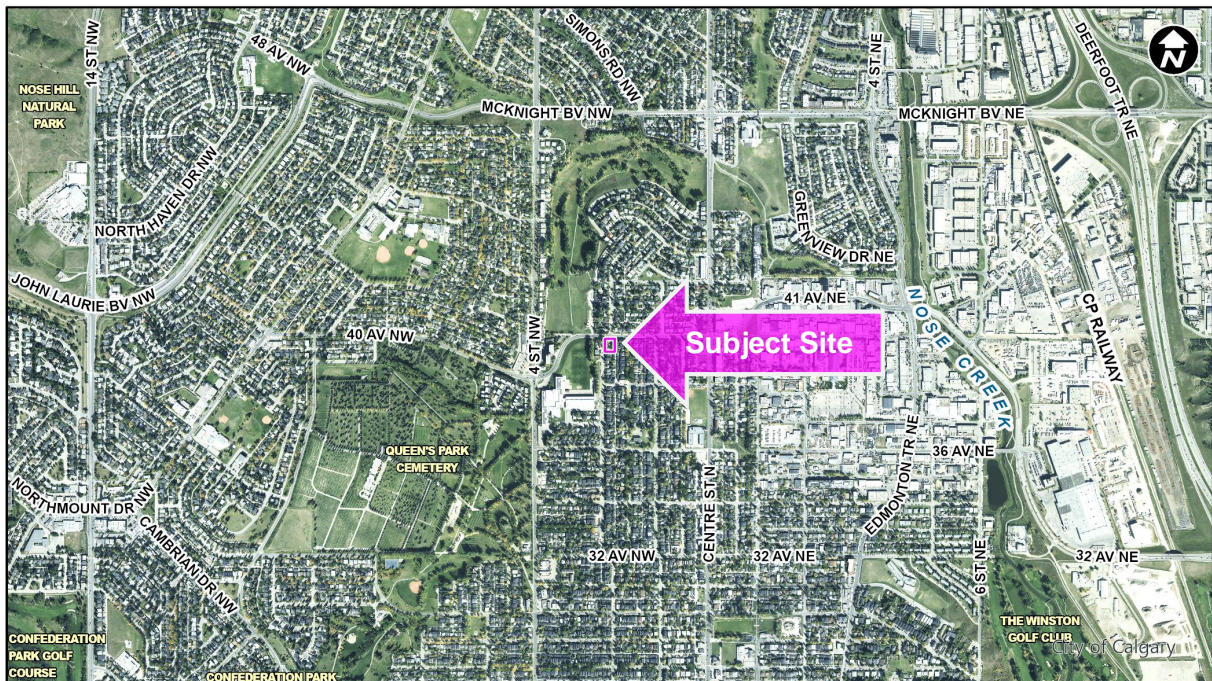 14 ST NW
48 AV NW
SIMONS RD NW
4 ST NE
DEERFOOT TR NE
N
NOSE HILL
NATURAL
PARK
MCKNIGHT BV NW
MCKNIGHT BV NE
NORTH HAVEN DR NW
GREENVIEW DR NE
JOHN LAURIE BV NW
41 AV NE
NOSE CREEK
CP RAILWAY
40 AV NW
4 ST NW
Subject Site
QUEEN'S PARK
CEMETERY
36 AV NE
EDMONTON TR NE
NORTHMOUNT DR NW
CAMBRIAN DR NW
CENTRE ST N
32 AV NW
32 AV NE
32 AV NE
6 ST NE
THE WINSTON
GOLF CLUB
City of Calgary
CONFEDERATION
PARK GOLF
COURSE
CONFEDERATION PARK